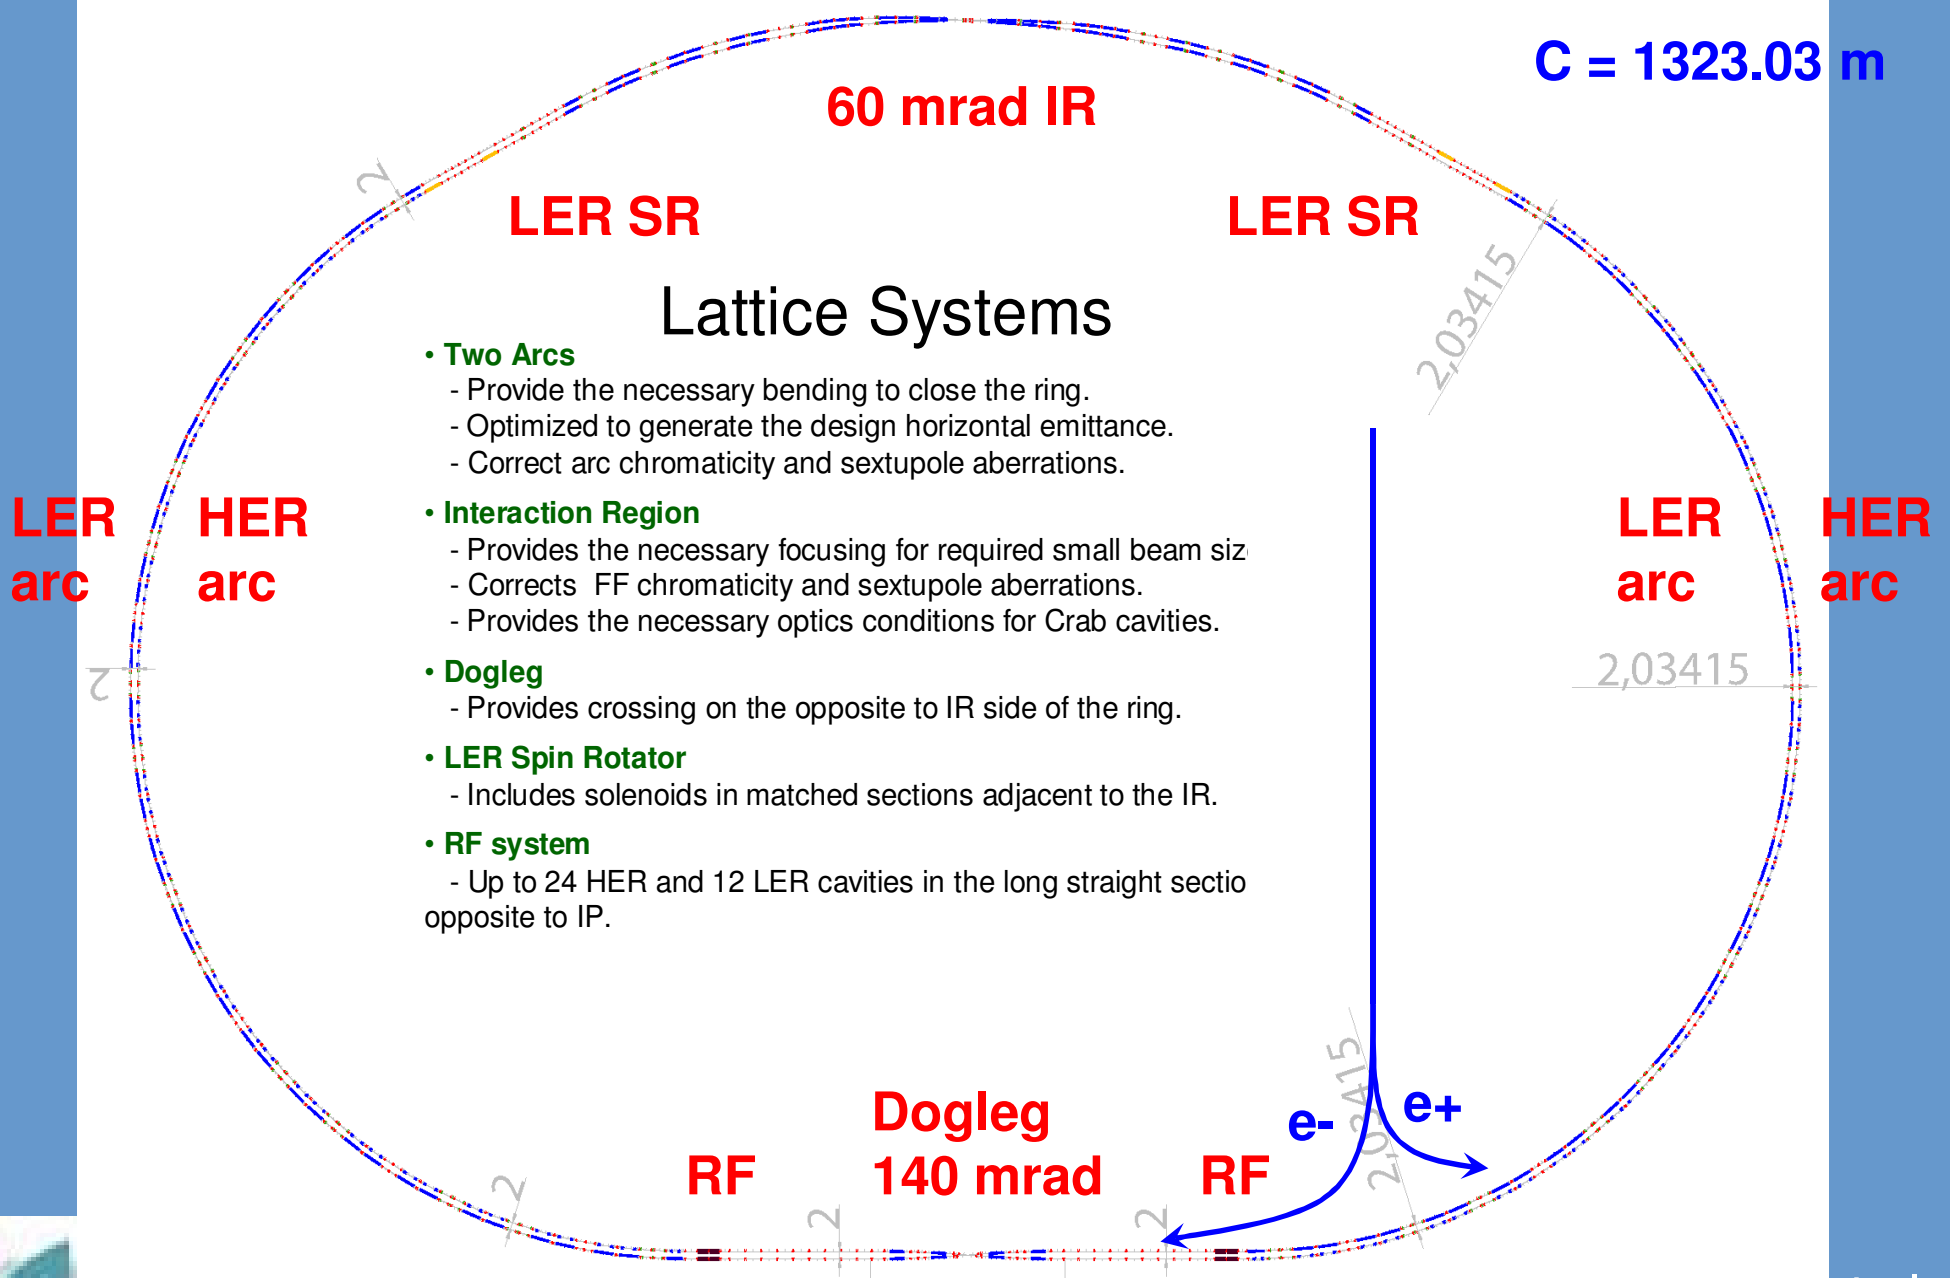 C = 1323.03 m
60 mrad IR
2
LER SR
LER SR
2,03415
Lattice Systems
• Two Arcs
- Provide the necessary bending to close the ring.
- Optimized to generate the design horizontal emittance.
- Correct arc chromaticity and sextupole aberrations.
LER
arc
HER
arc
• Interaction Region
- Provides the necessary focusing for required small beam siz
- Corrects FF chromaticity and sextupole aberrations.
- Provides the necessary optics conditions for Crab cavities.
LER
arc
HER
arc
2
2,03415
• Dogleg
- Provides crossing on the opposite to IR side of the ring.
• LER Spin Rotator
- Includes solenoids in matched sections adjacent to the IR.
• RF system
- Up to 24 HER and 12 LER cavities in the long straight sectio
opposite to IP.
2,03415
e-
e+
Dogleg
140 mrad
RF
RF
2
2
2